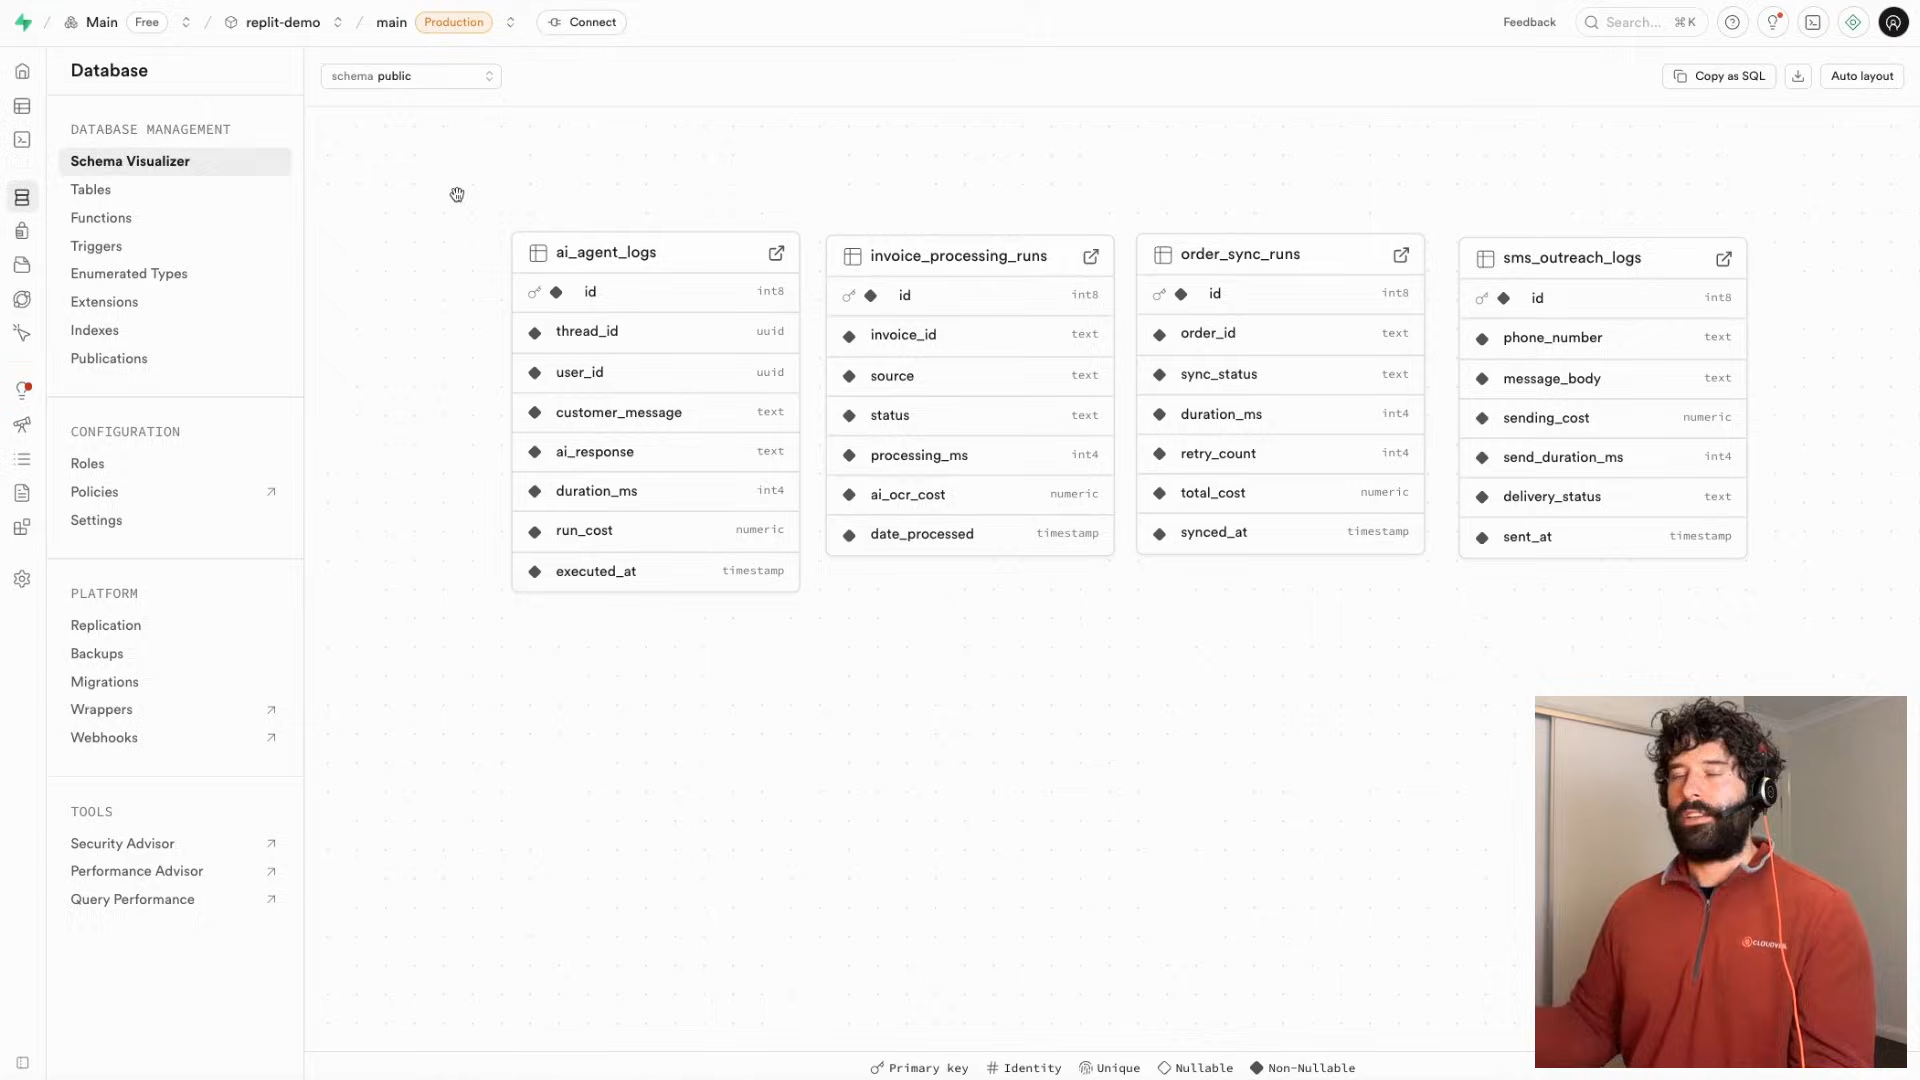 Main Free
replit-demo
main Production
Connect
Feedback
Search... ⌘K
Database
schema public
Copy as SQL
Auto layout
DATABASE MANAGEMENT
Schema Visualizer
Tables
Functions
Triggers
Enumerated Types
Extensions
Indexes
Publications
CONFIGURATION
Roles
Policies
Settings
PLATFORM
Replication
Backups
Migrations
Wrappers
Webhooks
TOOLS
Security Advisor
Performance Advisor
Query Performance
ai_agent_logs
id int8
thread_id uuid
user_id uuid
customer_message text
ai_response text
duration_ms int4
run_cost numeric
executed_at timestamp
invoice_processing_runs
id int8
invoice_id text
source text
status text
processing_ms int4
ai_ocr_cost numeric
date_processed timestamp
order_sync_runs
id int8
order_id text
sync_status text
duration_ms int4
retry_count int4
total_cost numeric
synced_at timestamp
sms_outreach_logs
id int8
phone_number text
message_body text
sending_cost numeric
send_duration_ms int4
delivery_status text
sent_at timestamp
Primary key Identity Unique Nullable Non-Nullable